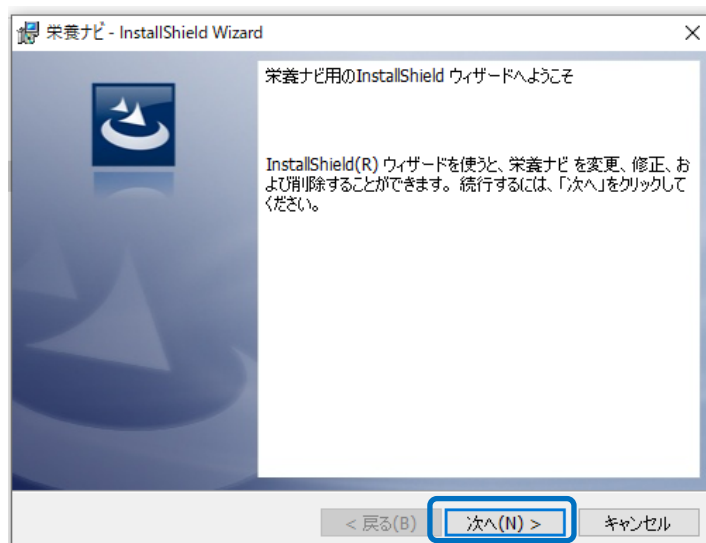 栄養ナビ - InstallShield Wizard
栄養ナビ用のInstallShield ウィザードへようこそ
InstallShield(R) ウィザードを使うと、栄養ナビ を変更、修正、お
よび削除することができます。続行するには、「次へ」をクリックして
ください。
< 戻る(B) 次へ(N) > キャンセル